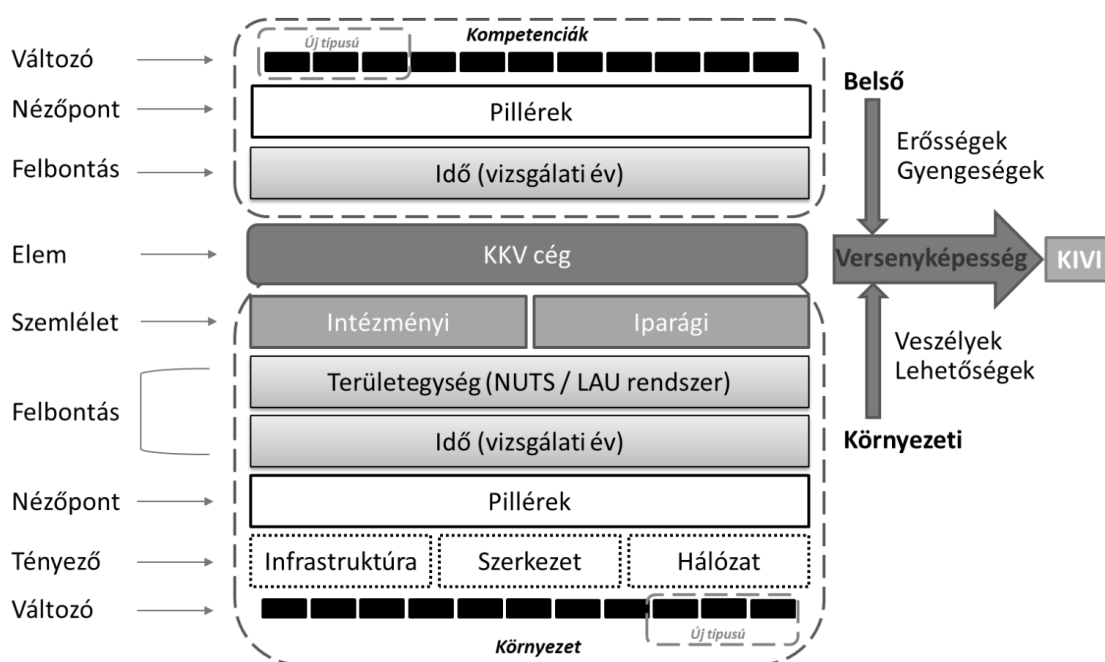 Kompetenciák
Új típusú
Változó
Nézőpont
Pillérek
Felbontás
Idő (vizsgálati év)
Elem
KKV cég
Szemlélet
Intézményi
Iparági
Felbontás
Területegység (NUTS / LAU rendszer)
Idő (vizsgálati év)
Nézőpont
Pillérek
Tényező
Infrastruktúra
Szerkezet
Hálózat
Változó
Új típusú
Környezet
Belső
Erősségek
Gyengeségek
Versenyképesség
KIVI
Veszélyek
Lehetőségek
Környezeti